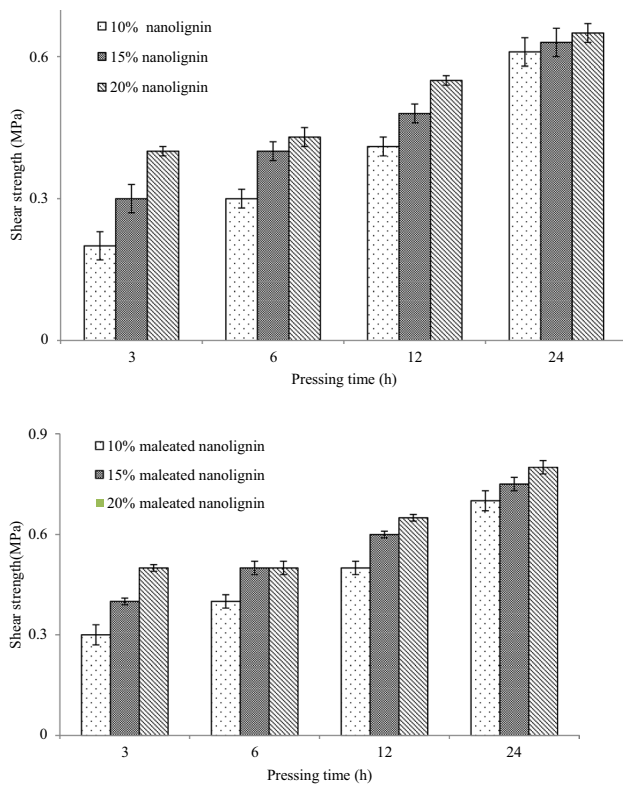 10% nanolignin
15% nanolignin
20% nanolignin
0.6
0.3
0
Shear strength (MPa)
3 6 12 24
Pressing time (h)
0.9
10% maleated nanolignin
15% maleated nanolignin
20% maleated nanolignin
0.6
0.3
0
Shear strength(MPa)
3 6 12 24
Pressing time (h)